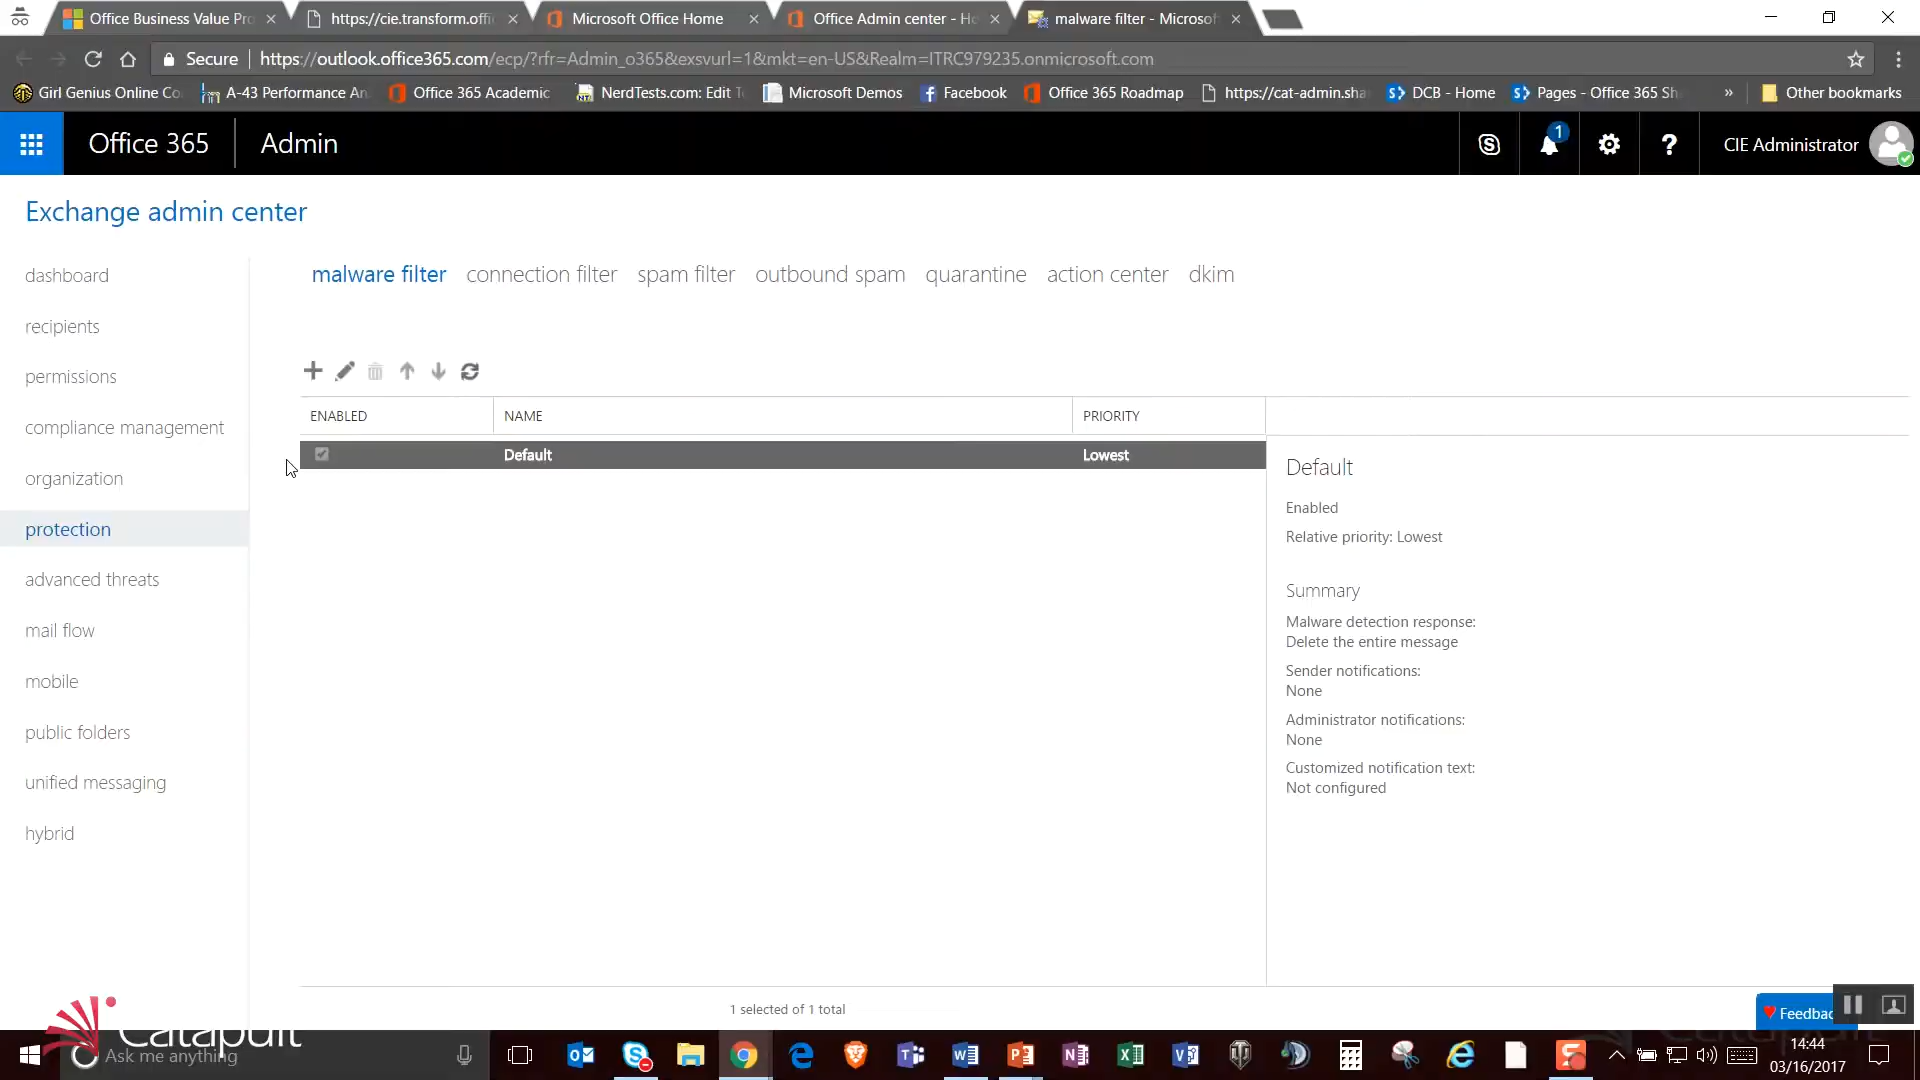 Office Business Value Pro
https://cie.transform.offi
Microsoft Office Home
Office Admin center - Ho
malware filter - Microsof
Secure
https://outlook.office365.com/ecp/?rfr=Admin_o365&exsvurl=1&mkt=en-US&Realm=ITRC979235.onmicrosoft.com
Girl Genius Online Co
A-43 Performance An
Office 365 Academic
NerdTests.com: Edit T
Microsoft Demos
Facebook
Office 365 Roadmap
https://cat-admin.sha
DCB - Home
Pages - Office 365 Sh
»
Other bookmarks
Office 365
Admin
1
?
CIE Administrator
Exchange admin center
dashboard
recipients
permissions
compliance management
organization
protection
advanced threats
mail flow
mobile
public folders
unified messaging
hybrid
malware filter
connection filter
spam filter
outbound spam
quarantine
action center
dkim
ENABLED
NAME
PRIORITY
Default
Lowest
Default
Enabled
Relative priority: Lowest
Summary
Malware detection response:
Delete the entire message
Sender notifications:
None
Administrator notifications:
None
Customized notification text:
Not configured
1 selected of 1 total
Feedbac
Catapult
Ask me anything
14:44
03/16/2017